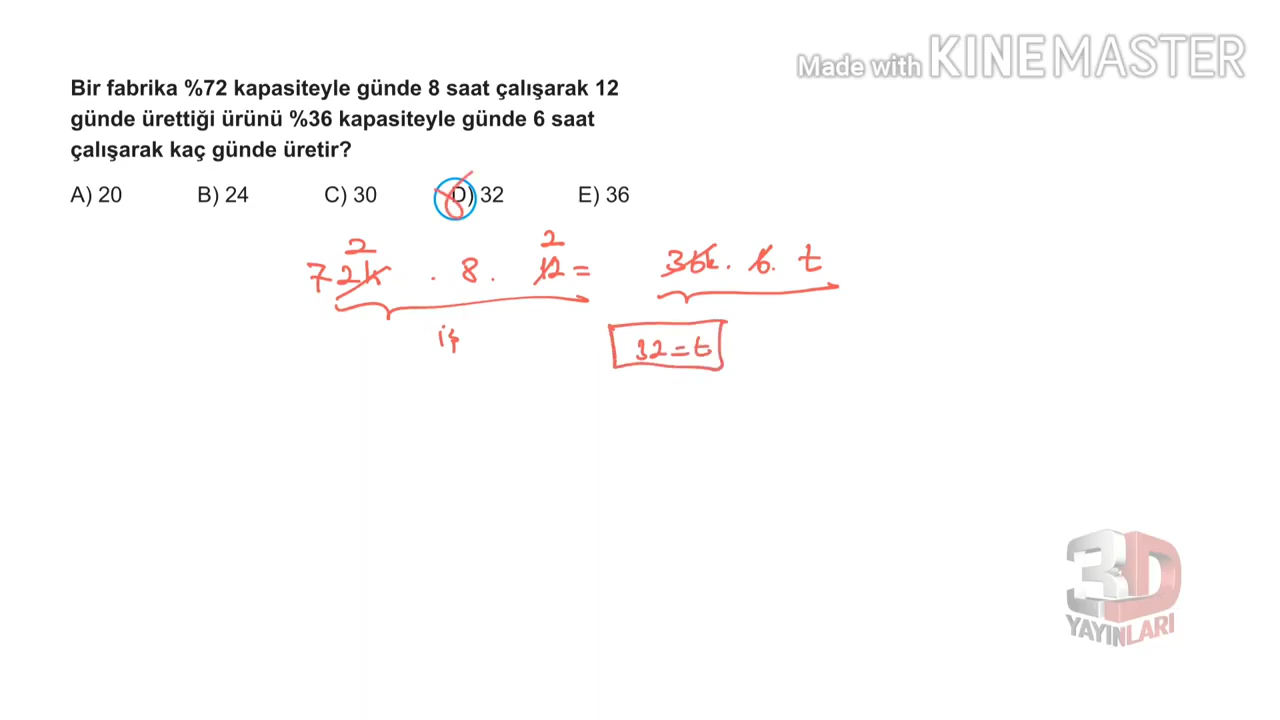 Made with KINEMASTER
Bir fabrika %72 kapasiteyle günde 8 saat çalışarak 12
günde ürettiği ürünü %36 kapasiteyle günde 6 saat
çalışarak kaç günde üretir?
A) 20 B) 24 C) 30 D) 32 E) 36
2 2
72k . 8 . 12 = 36k . 6 . t
iş
32 = t
3D
YAYINLARI